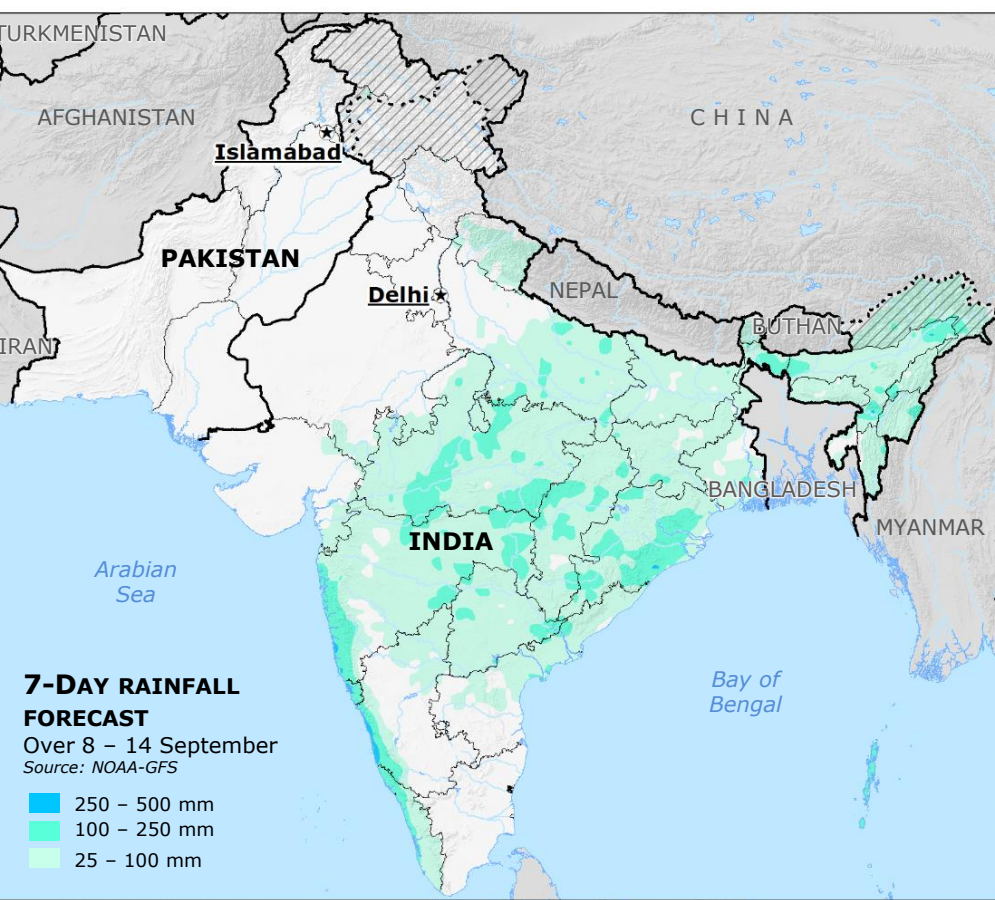 TURKMENISTAN
AFGHANISTAN
C H I N A
Islamabad
PAKISTAN
Delhi
NEPAL
BUTHAN
IRAN
BANGLADESH
INDIA
MYANMAR
Arabian
Sea
Bay of
Bengal
7-DAY RAINFALL
FORECAST
Over 8 – 14 September
Source: NOAA-GFS
250 – 500 mm
100 – 250 mm
25 – 100 mm